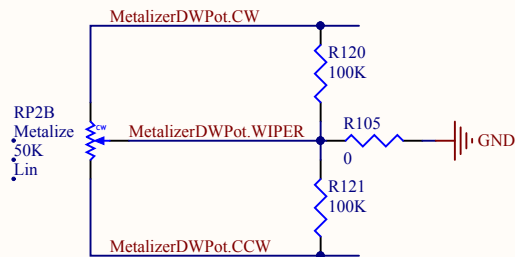 MetalizerDWPot.CW
R120
100K
RP2B
Metalize
50K
Lin
CW
MetalizerDWPot.WIPER
R105
0
GND
R121
100K
MetalizerDWPot.CCW